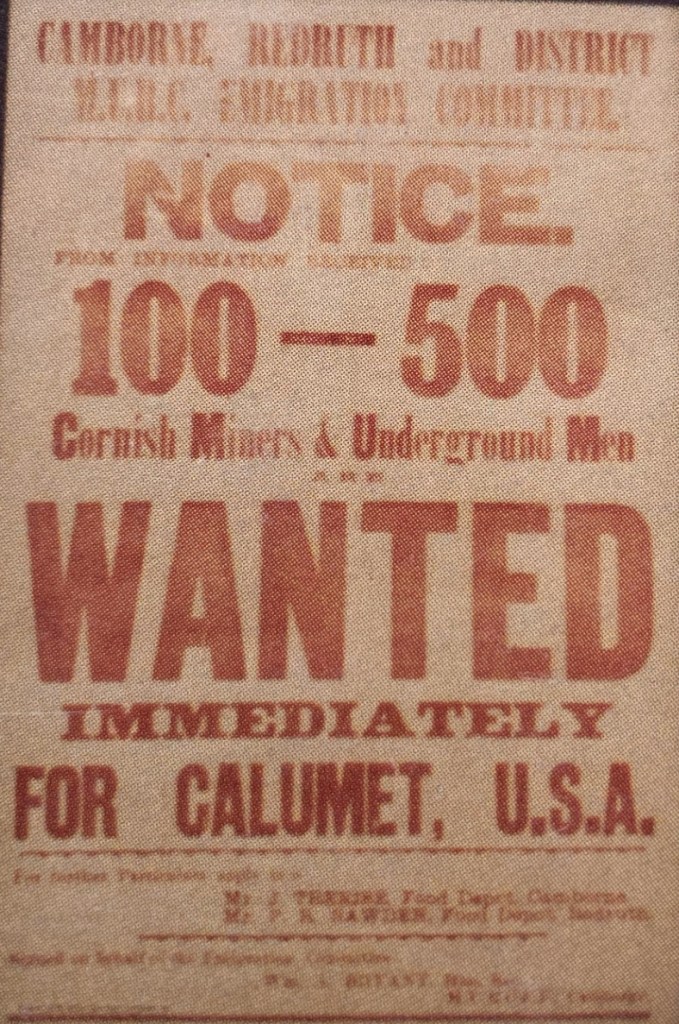 CAMBORNE, REDRUTH and DISTRICT
EMIGRATION COMMITTEE.
NOTICE.
FROM INFORMATION RECEIVED
100 — 500
Cornish Miners & Underground Men
ARE
WANTED
IMMEDIATELY
FOR CALUMET, U.S.A.
For further Particulars apply to
Mr. J. Food Depot, Camborne.
Mr. P. R. Food Depot, Redruth.
Signed on behalf of the Emigration Committee,
Wm. J.